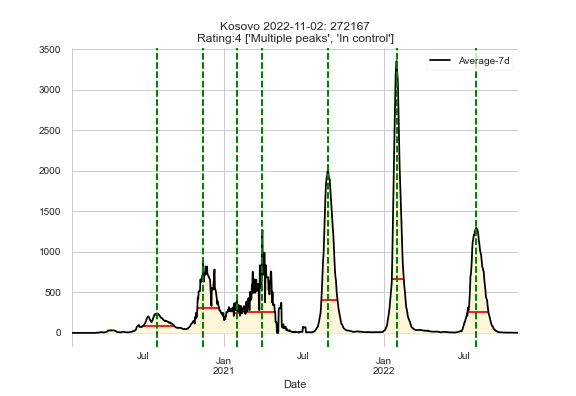 Kosovo 2022-11-02: 272167
Rating:4 ['Multiple peaks', 'In control']
Average-7d
3500
3000
2500
2000
1500
1000
500
0
Jul
Jan
2021
Jul
Jan
2022
Jul
Date